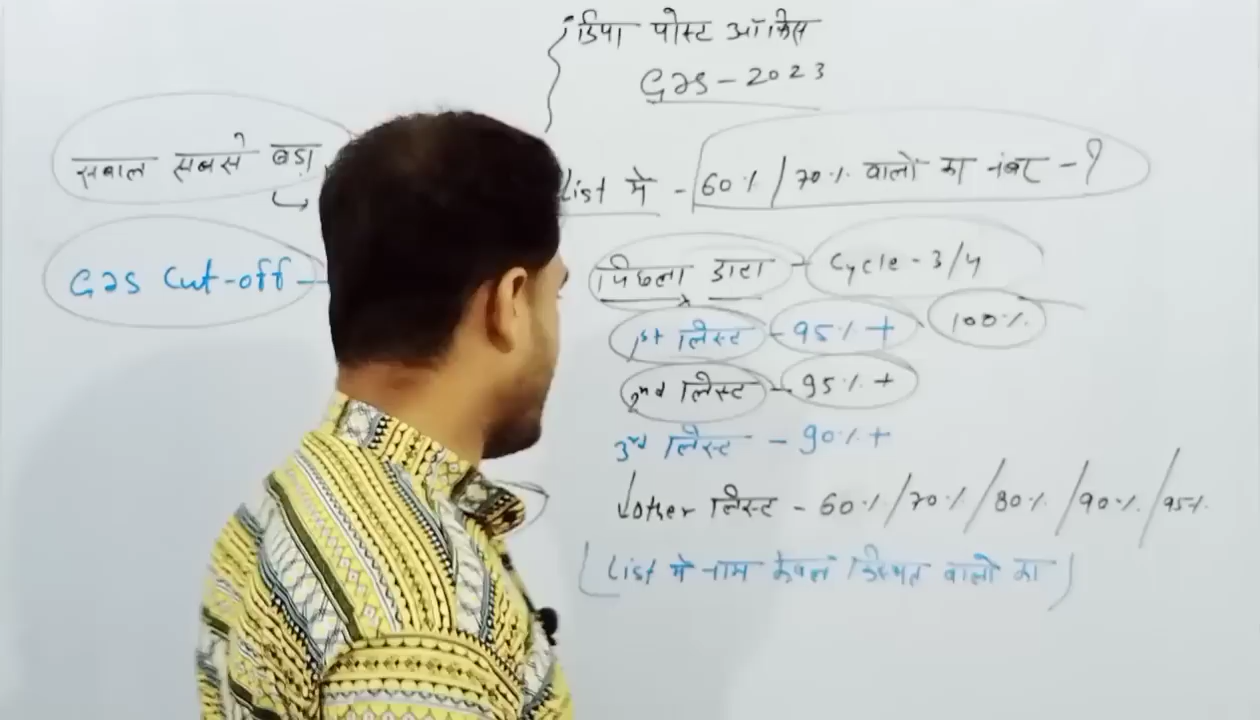 इंडिया पोस्ट ऑफिस
GDS - 2023
सवाल सबसे बड़ा
List में - 60% / 70% वालों का नंबर - ?
GDS Cut-off -
पिछला डाटा - Cycle - 3/4
1st लिस्ट - 95% + 100%
2nd लिस्ट - 95% +
3rd लिस्ट - 90% +
other लिस्ट - 60% / 70% / 80% / 90% / 95%
(List में नाम केवल किस्मत वालों का)